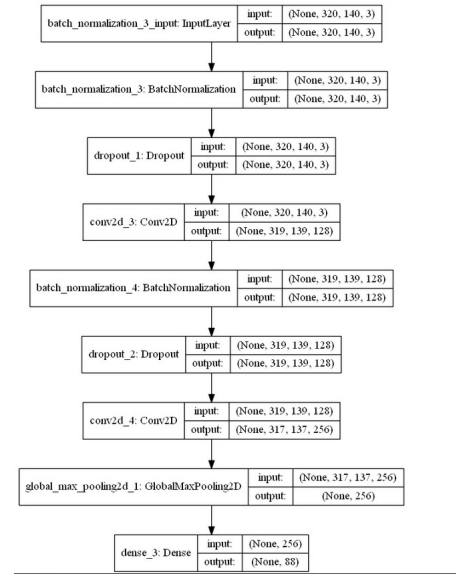 batch_normalization_3_input: InputLayer input: (None, 320, 140, 3)
output: (None, 320, 140, 3)
batch_normalization_3: BatchNormalization input: (None, 320, 140, 3)
output: (None, 320, 140, 3)
dropout_1: Dropout input: (None, 320, 140, 3)
output: (None, 320, 140, 3)
conv2d_3: Conv2D input: (None, 320, 140, 3)
output: (None, 319, 139, 128)
batch_normalization_4: BatchNormalization input: (None, 319, 139, 128)
output: (None, 319, 139, 128)
dropout_2: Dropout input: (None, 319, 139, 128)
output: (None, 319, 139, 128)
conv2d_4: Conv2D input: (None, 319, 139, 128)
output: (None, 317, 137, 256)
global_max_pooling2d_1: GlobalMaxPooling2D input: (None, 317, 137, 256)
output: (None, 256)
dense_3: Dense input: (None, 256)
output: (None, 88)